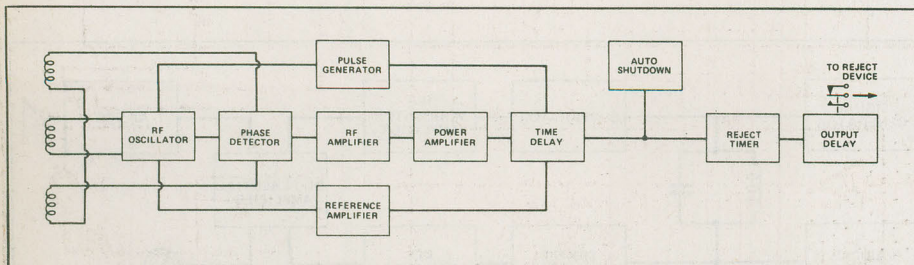 PULSE
GENERATOR
AUTO
SHUTDOWN
TO REJECT
DEVICE
RF
OSCILLATOR
PHASE
DETECTOR
RF
AMPLIFIER
POWER
AMPLIFIER
TIME
DELAY
REJECT
TIMER
OUTPUT
DELAY
REFERENCE
AMPLIFIER